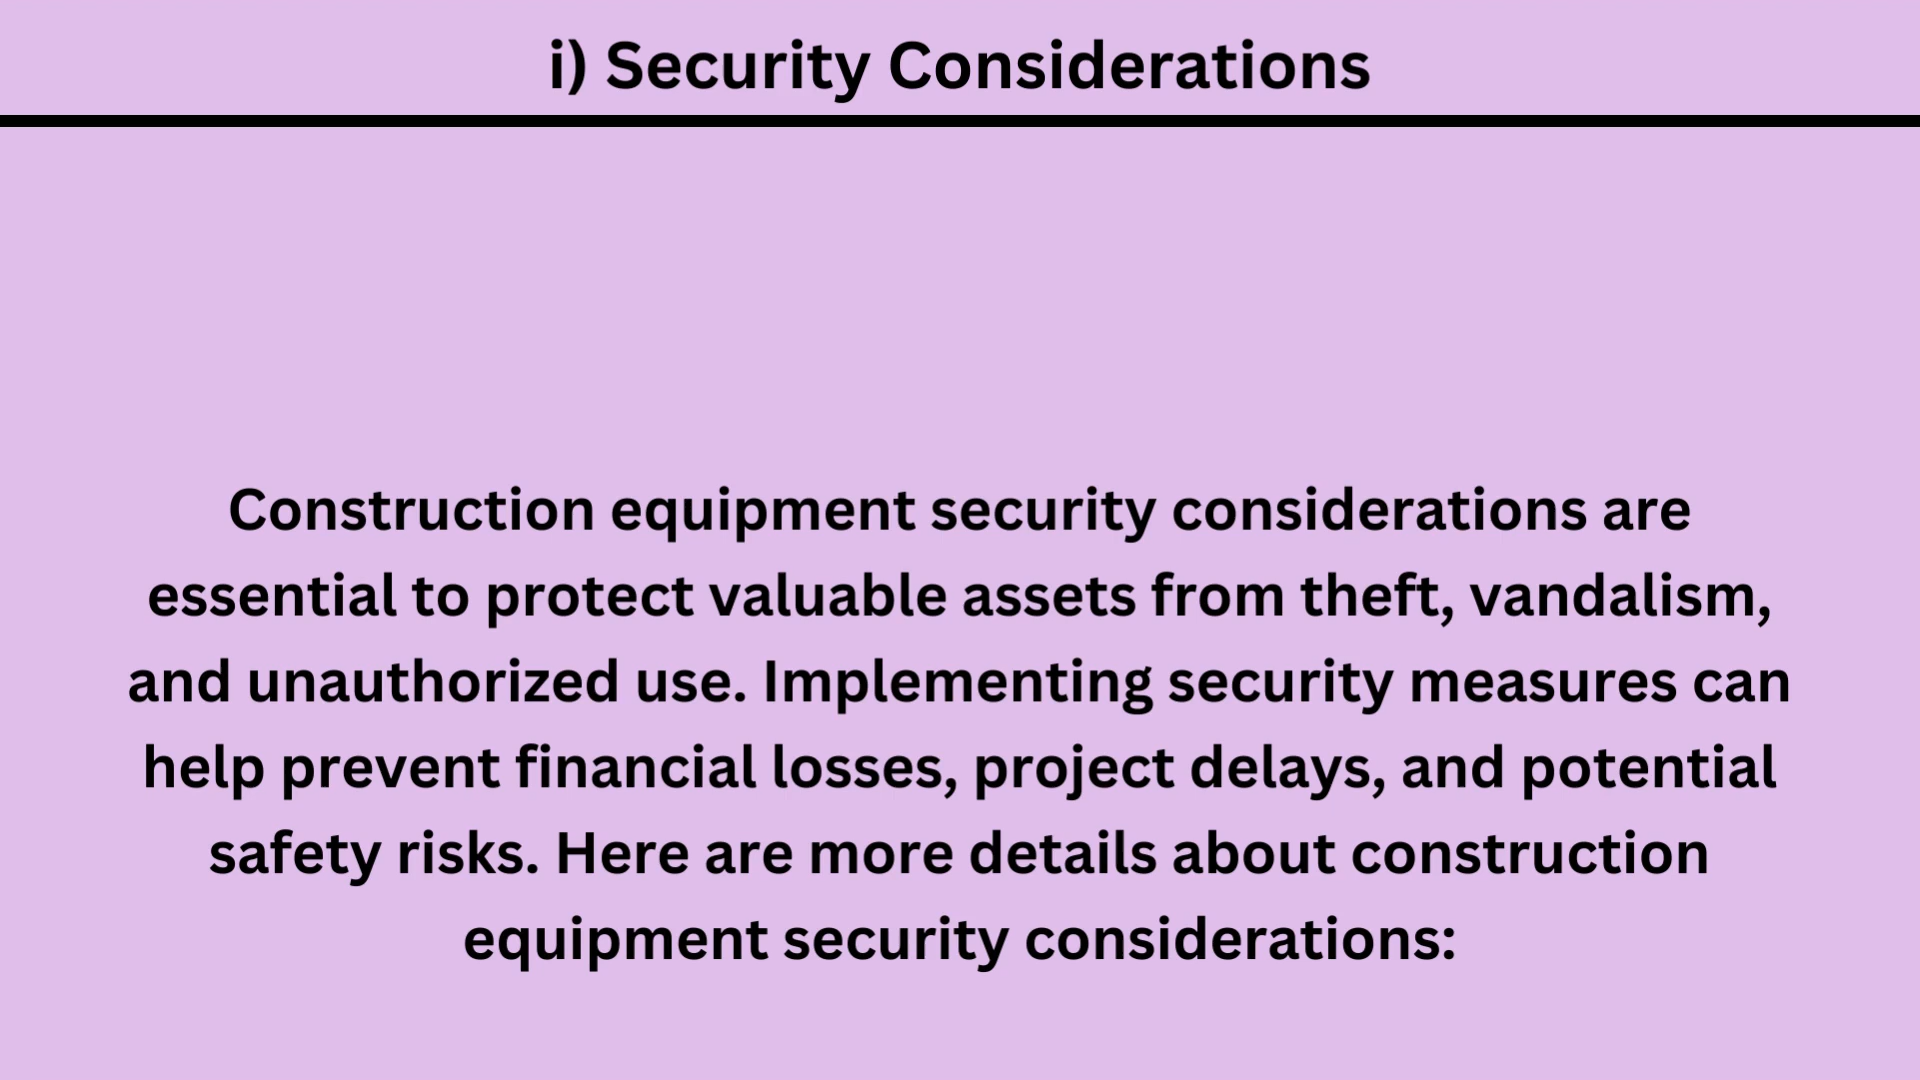 i) Security Considerations
Construction equipment security considerations are
essential to protect valuable assets from theft, vandalism,
and unauthorized use. Implementing security measures can
help prevent financial losses, project delays, and potential
safety risks. Here are more details about construction
equipment security considerations: